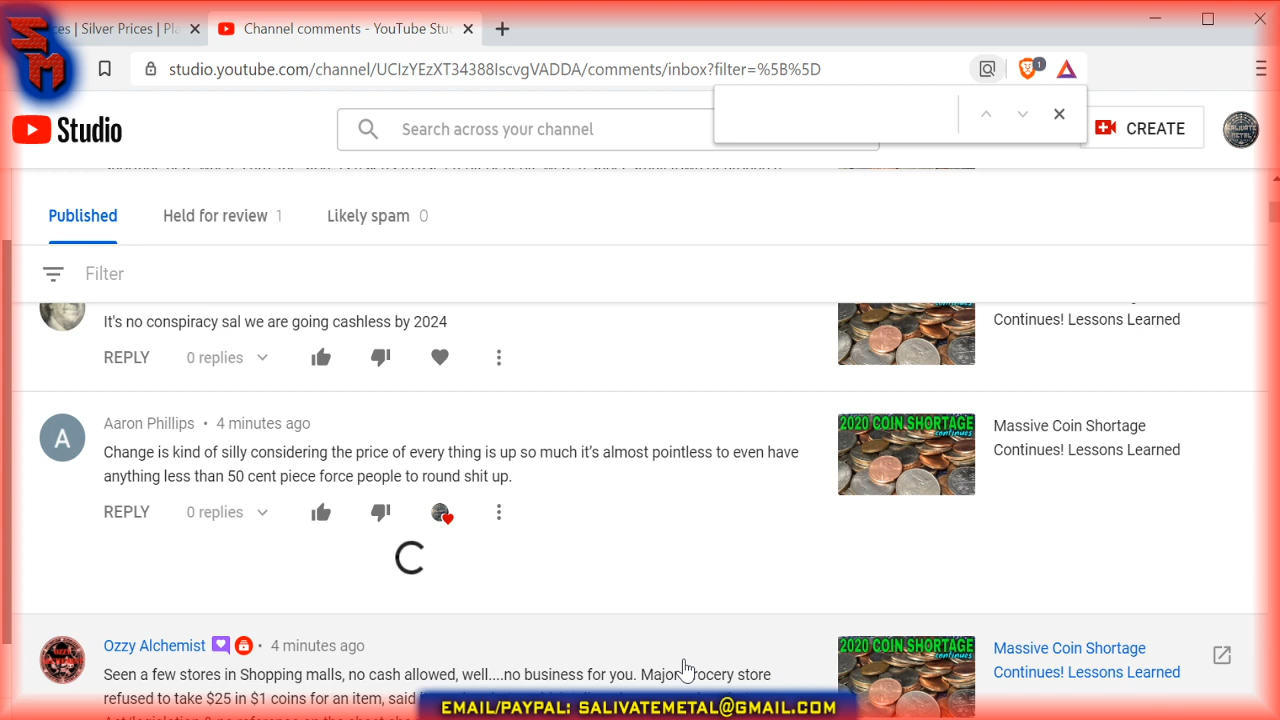 SM
es | Silver Prices | Pla
Channel comments - YouTube Stu
studio.youtube.com/channel/UCIzYEzXT34388IscvgVADDA/comments/inbox?filter=%5B%5D
1
Studio
Search across your channel
CREATE
Published
Held for review 1
Likely spam 0
Filter
It's no conspiracy sal we are going cashless by 2024
Continues! Lessons Learned
REPLY 0 replies
Aaron Phillips • 4 minutes ago
2020 COIN SHORTAGE
continues
Massive Coin Shortage
Continues! Lessons Learned
Change is kind of silly considering the price of every thing is up so much it's almost pointless to even have
anything less than 50 cent piece force people to round shit up.
REPLY 0 replies
A
Ozzy Alchemist • 4 minutes ago
2020 COIN SHORTAGE
continues
Massive Coin Shortage
Continues! Lessons Learned
Seen a few stores in Shopping malls, no cash allowed, well....no business for you. Major grocery store
refused to take $25 in $1 coins for an item, said
EMAIL/PAYPAL: SALIVATEMETAL@GMAIL.COM